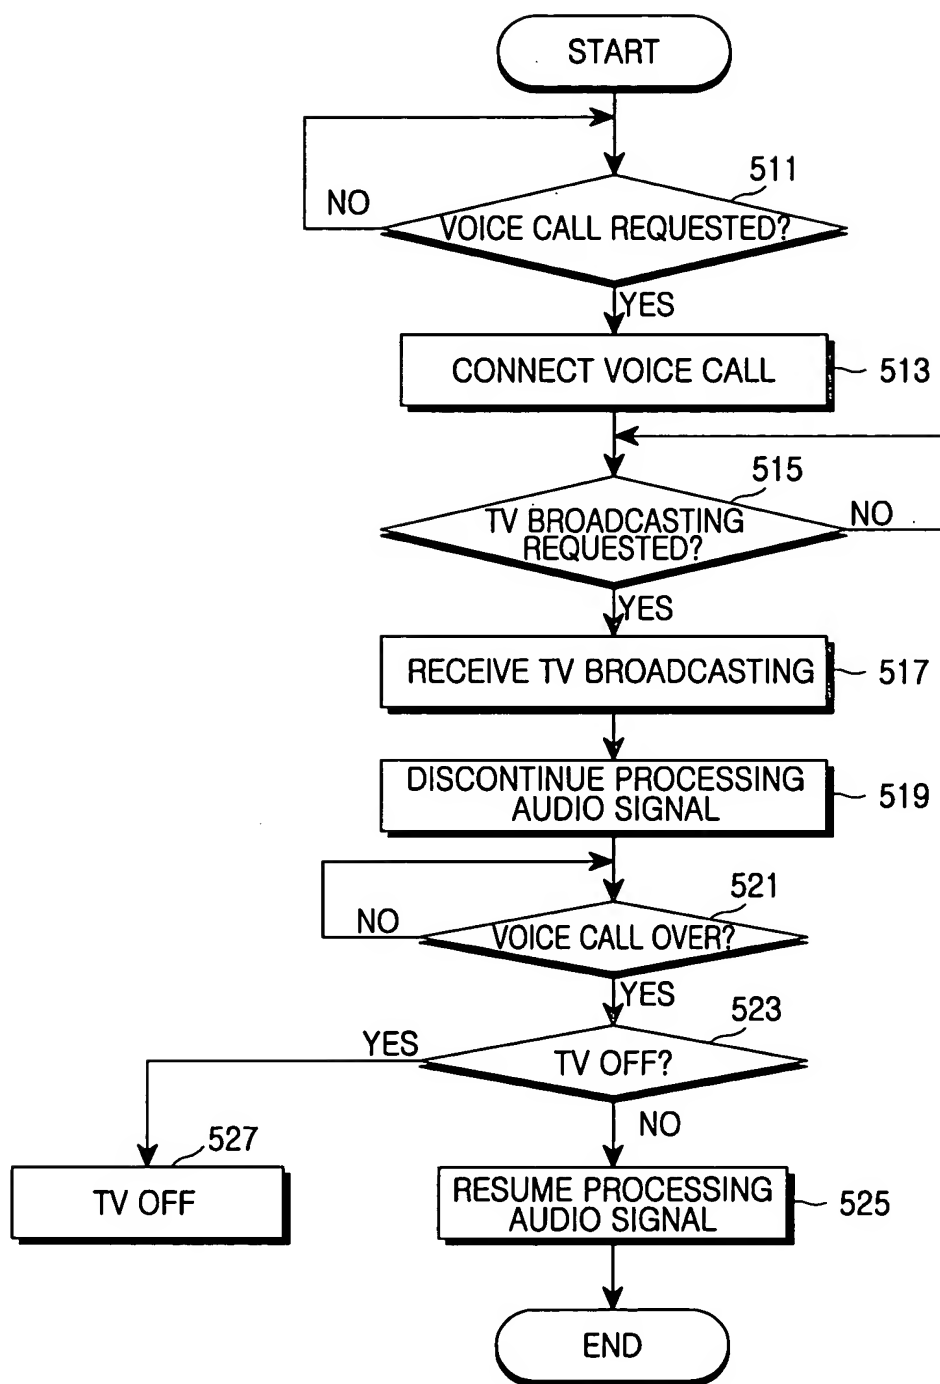 START
511
NO
VOICE CALL REQUESTED?
YES
CONNECT VOICE CALL
513
515
TV BROADCASTING
REQUESTED?
NO
YES
RECEIVE TV BROADCASTING
517
DISCONTINUE PROCESSING
AUDIO SIGNAL
519
521
NO
VOICE CALL OVER?
YES
523
YES
TV OFF?
NO
527
TV OFF
RESUME PROCESSING
AUDIO SIGNAL
525
END